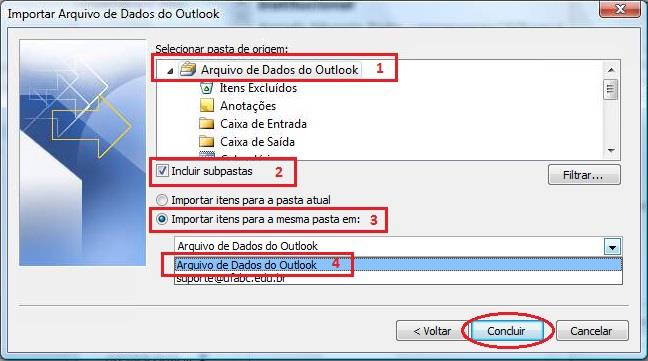 Importar Arquivo de Dados do Outlook
Selecionar pasta de origem:
Arquivo de Dados do Outlook 1
Itens Excluídos
Anotações
Caixa de Entrada
Caixa de Saída
Incluir subpastas 2
Filtrar...
Importar itens para a pasta atual
Importar itens para a mesma pasta em: 3
Arquivo de Dados do Outlook
Arquivo de Dados do Outlook 4
suporte@ufabc.edu.br
< Voltar Concluir Cancelar